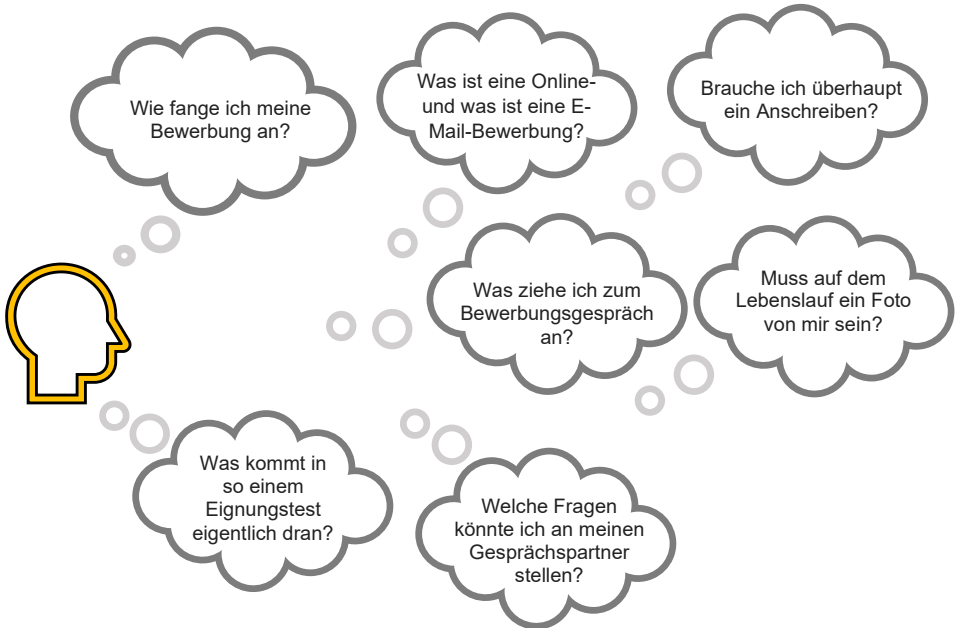 Wie fange ich meine
Bewerbung an?
Was ist eine Online-
und was ist eine E-
Mail-Bewerbung?
Brauche ich überhaupt
ein Anschreiben?
Was ziehe ich zum
Bewerbungsgespräch
an?
Muss auf dem
Lebenslauf ein Foto
von mir sein?
Was kommt in
so einem
Eignungstest
eigentlich dran?
Welche Fragen
könnte ich an meinen
Gesprächspartner
stellen?